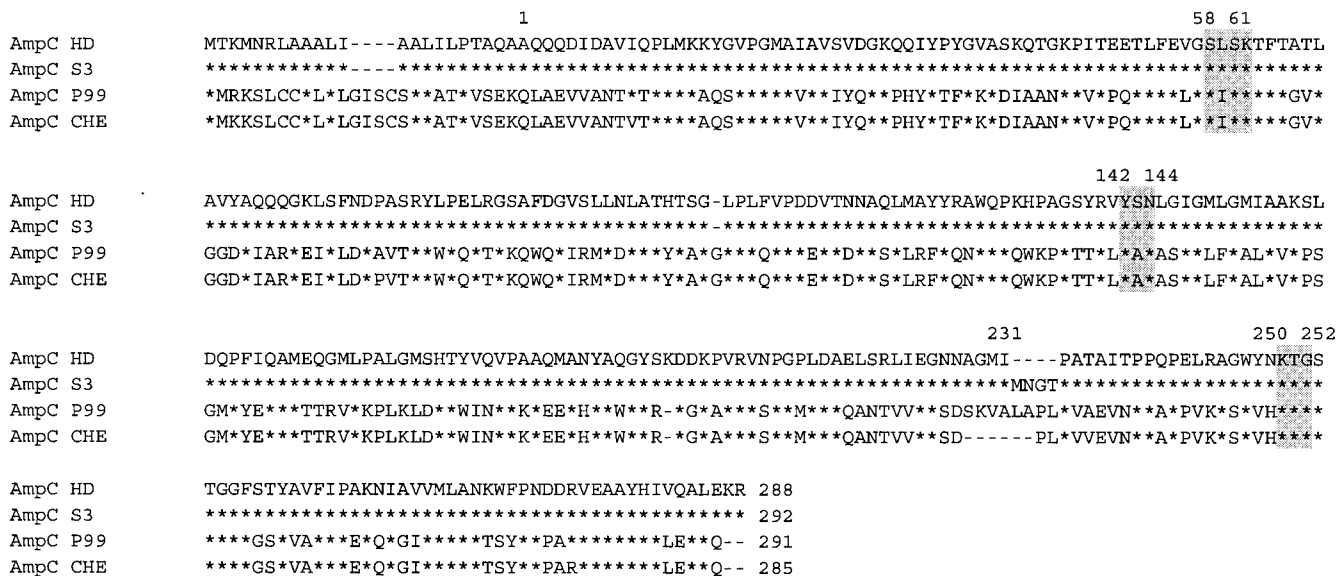 1 58 61
AmpC HD MTKMNRLAAALI----AALILPTAQAAQQQDIDAVIQPLMKKYGVPGMAIAVSVDGKQQIYPYGVASKQTGKPITEETLFEVGSLSKTFTATL
AmpC S3 ************----******************************************************************************
AmpC P99 *MRKSLCC*L*LGISCS**AT*VSEKQLAEVVANT*T****AQS*****V**IYQ**PHY*TF*K*DIAAN**V*PQ****L**I*****GV*
AmpC CHE *MKKSLCC*L*LGISCS**AT*VSEKQLAEVVANTVT****AQS*****V**IYQ**PHY*TF*K*DIAAN**V*PQ****L**I*****GV*
142 144
AmpC HD AVYAQQQGKLSFNDPASRYLPELRGSAFDGVSLLNLATHTSG-LPLFVPDDVTNNAQLMAYYRAWQPKHPAGSYRVYSNLGIGMLGMIAAKSL
AmpC S3 ******************************************-**************************************************
AmpC P99 GGD*IAR*EI*LD*AVT**W*Q*T*KQWQ*IRM*D***Y*A*G***Q***E**D**S*LRF*QN***QWKP*TT*L*A*AS**LF*AL*V*PS
AmpC CHE GGD*IAR*EI*LD*PVT**W*Q*T*KQWQ*IRM*D***Y*A*G***Q***E**D**S*LRF*QN***QWKP*TT*L*A*AS**LF*AL*V*PS
231 250 252
AmpC HD DQPFIQAMEQGMLPALGMSHTYVQVPAAQMANYAQGYSKDDKPVRVNPGPLDAELSRLIEGNNAGMI----PATAITPPQPELRAGWYNKTGS
AmpC S3 *******************************************************************MNGT**********************
AmpC P99 GM*YE***TTRV*KPLKLD**WIN**K*EE*H**W**R-*G*A***S**M***QANTVV**SDSKVALAPL*VAEVN**A*PVK*S*VH****
AmpC CHE GM*YE***TTRV*KPLKLD**WIN**K*EE*H**W**R-*G*A***S**M***QANTVV**SD------PL*VVEVN**A*PVK*S*VH****
AmpC HD TGGFSTYAVFIPAKNIAVVMLANKWFPNDDRVEAAYHIVQALEKR 288
AmpC S3 ********************************************* 292
AmpC P99 ****GS*VA***E*Q*GI*****TSY**PA********LE**Q-- 291
AmpC CHE ****GS*VA***E*Q*GI*****TSY**PAR*******LE**Q-- 285